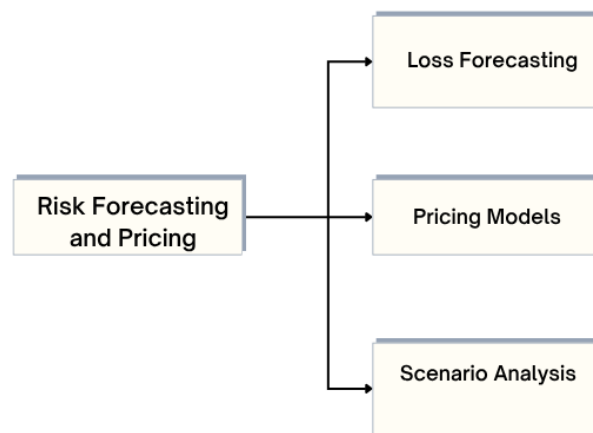 Loss Forecasting
Risk Forecasting
and Pricing
Pricing Models
Scenario Analysis